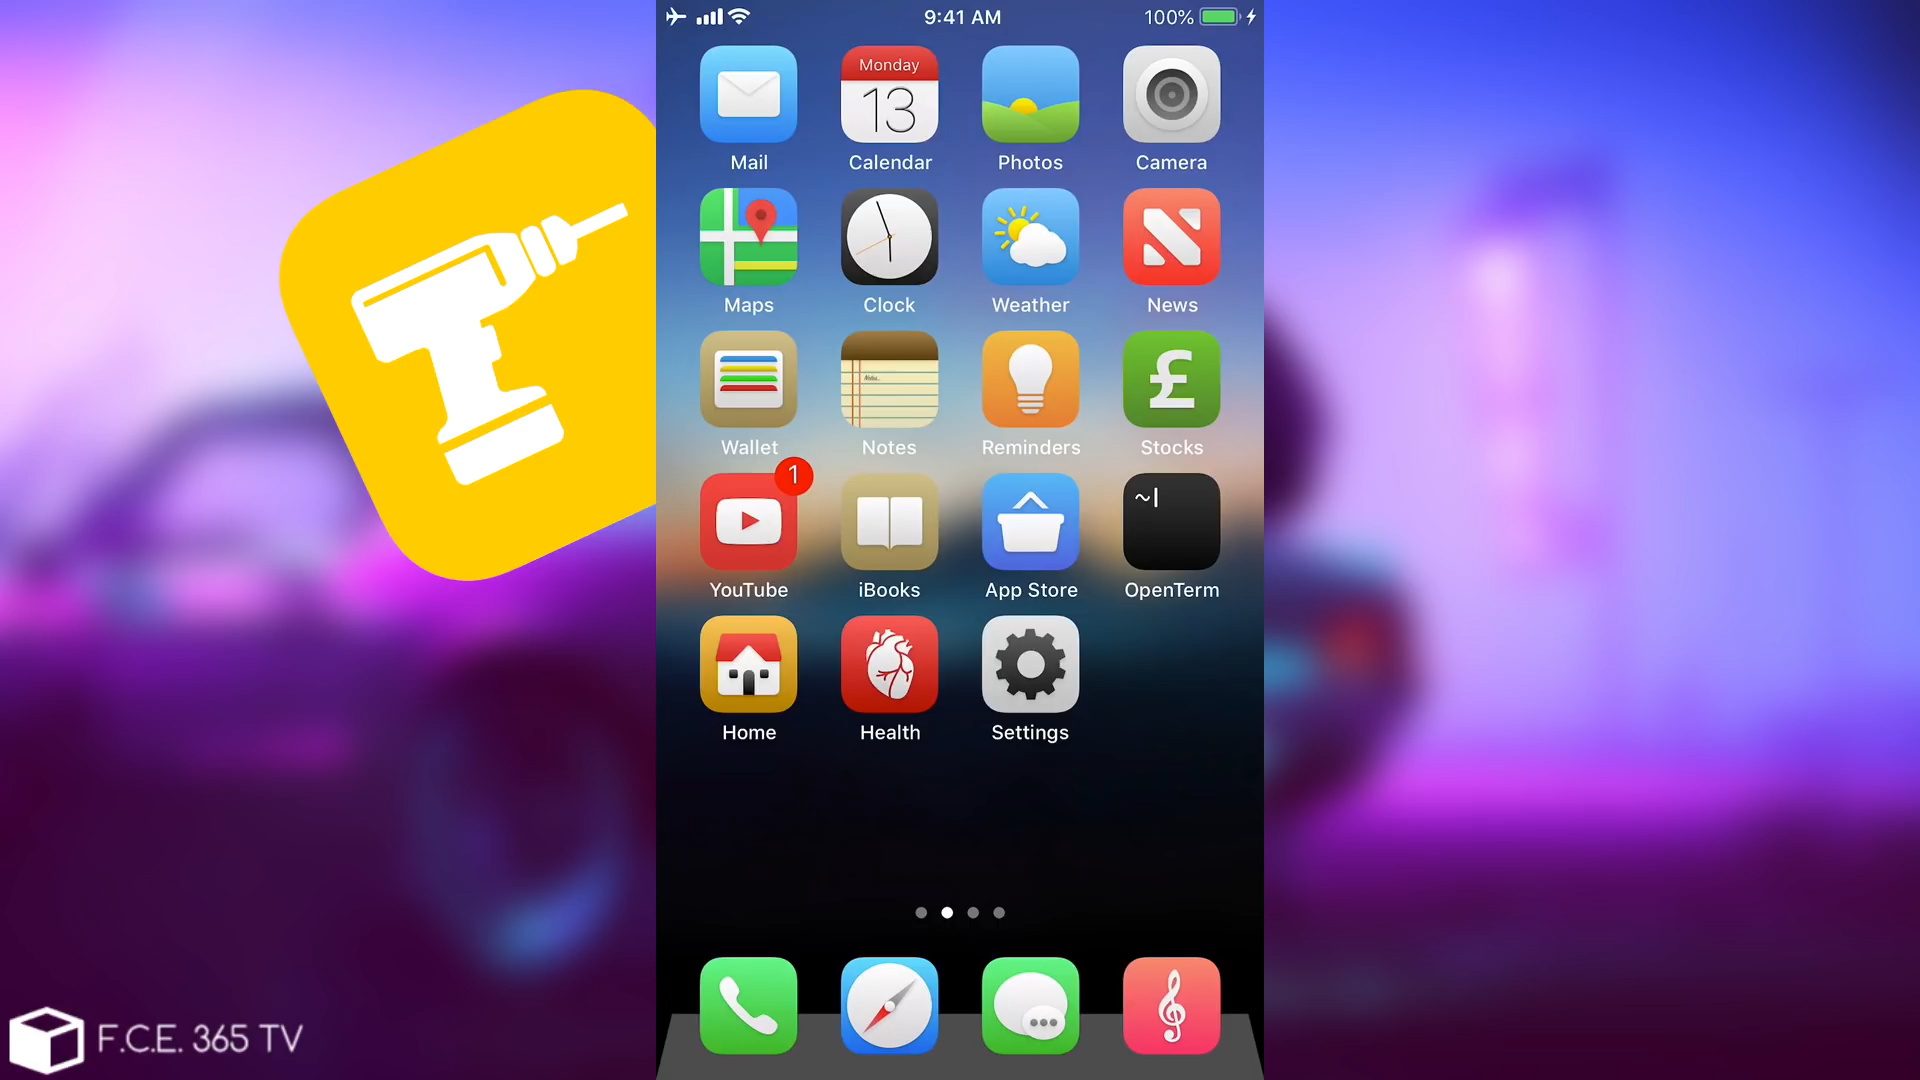 9:41 AM
100%
Monday
13
Mail
Calendar
Photos
Camera
Maps
Clock
Weather
News
£
Notes...
Wallet
Notes
Reminders
Stocks
1
~|
YouTube
iBooks
App Store
OpenTerm
Home
Health
Settings
F.C.E. 365 TV